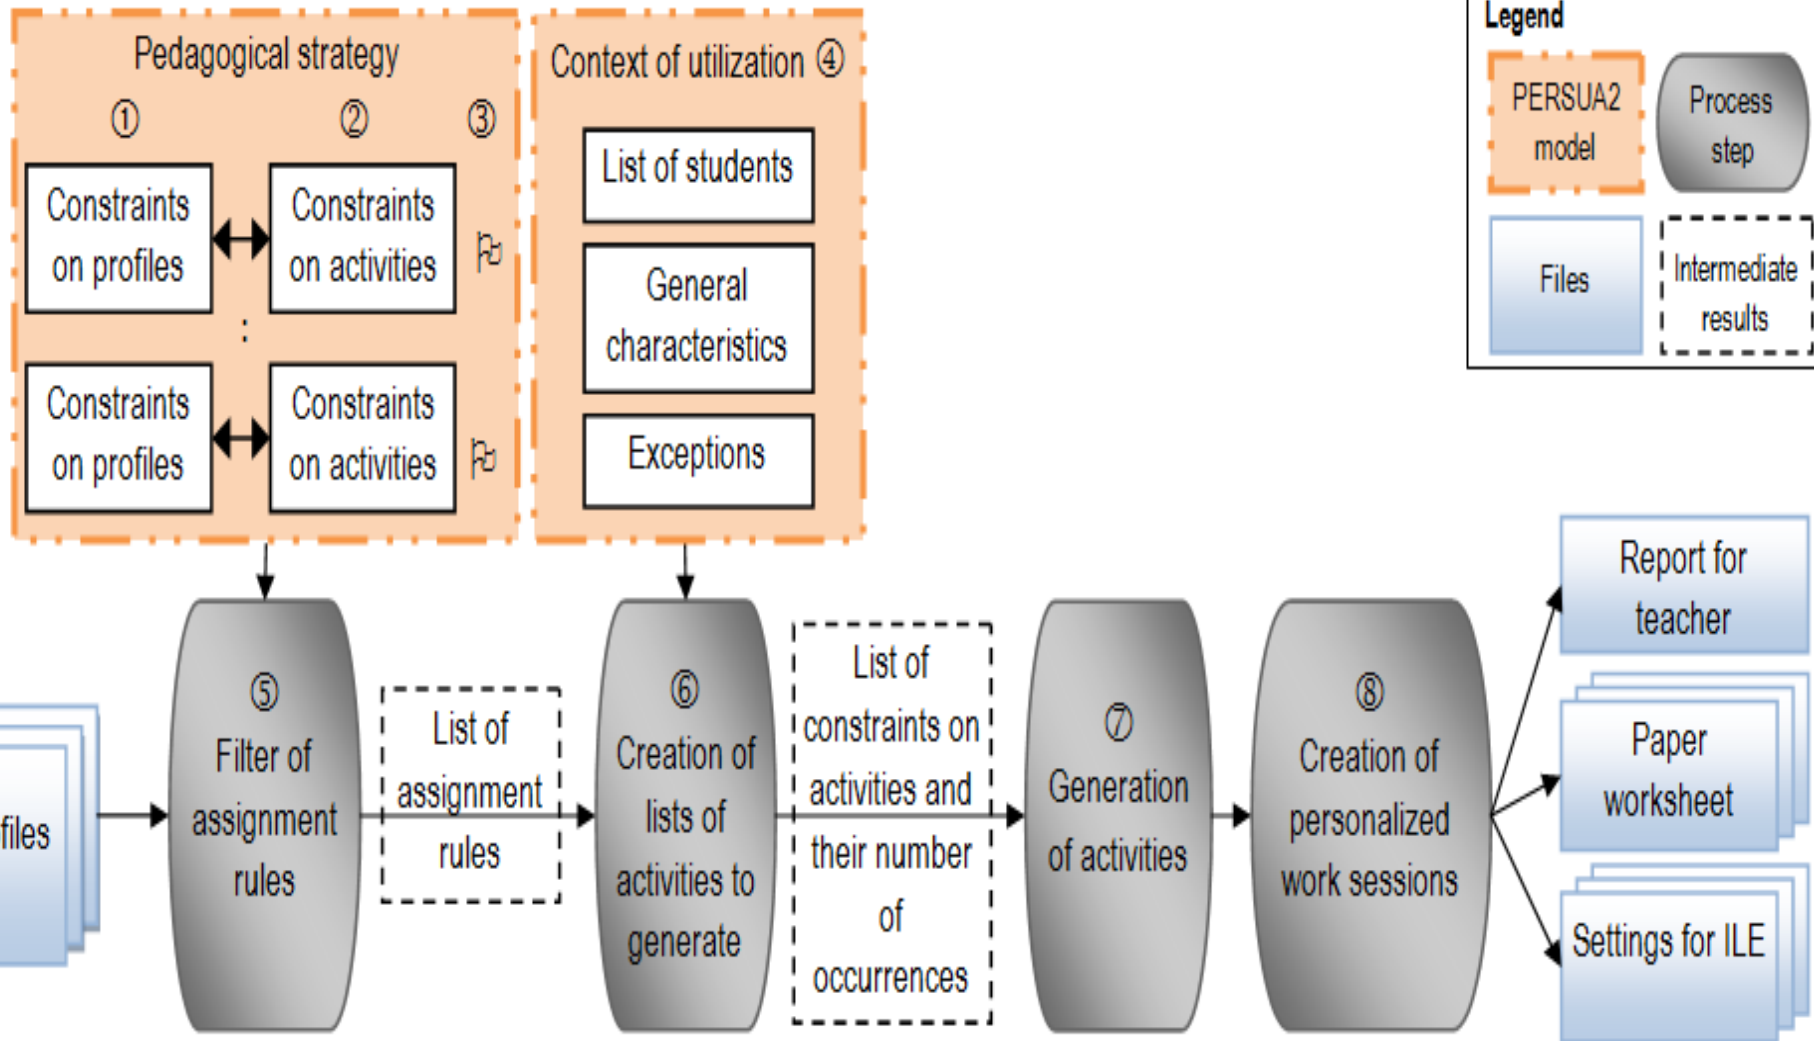 Pedagogical strategy
① ② ③
Constraints
on profiles
Constraints
on activities
:
Constraints
on profiles
Constraints
on activities
Context of utilization ④
List of students
General
characteristics
Exceptions
Legend
PERSUA2
model
Process
step
Files
Intermediate
results
files
⑤
Filter of
assignment
rules
List of
assignment
rules
⑥
Creation of
lists of
activities to
generate
List of
constraints on
activities and
their number
of
occurrences
⑦
Generation
of activities
⑧
Creation of
personalized
work sessions
Report for
teacher
Paper
worksheet
Settings for ILE